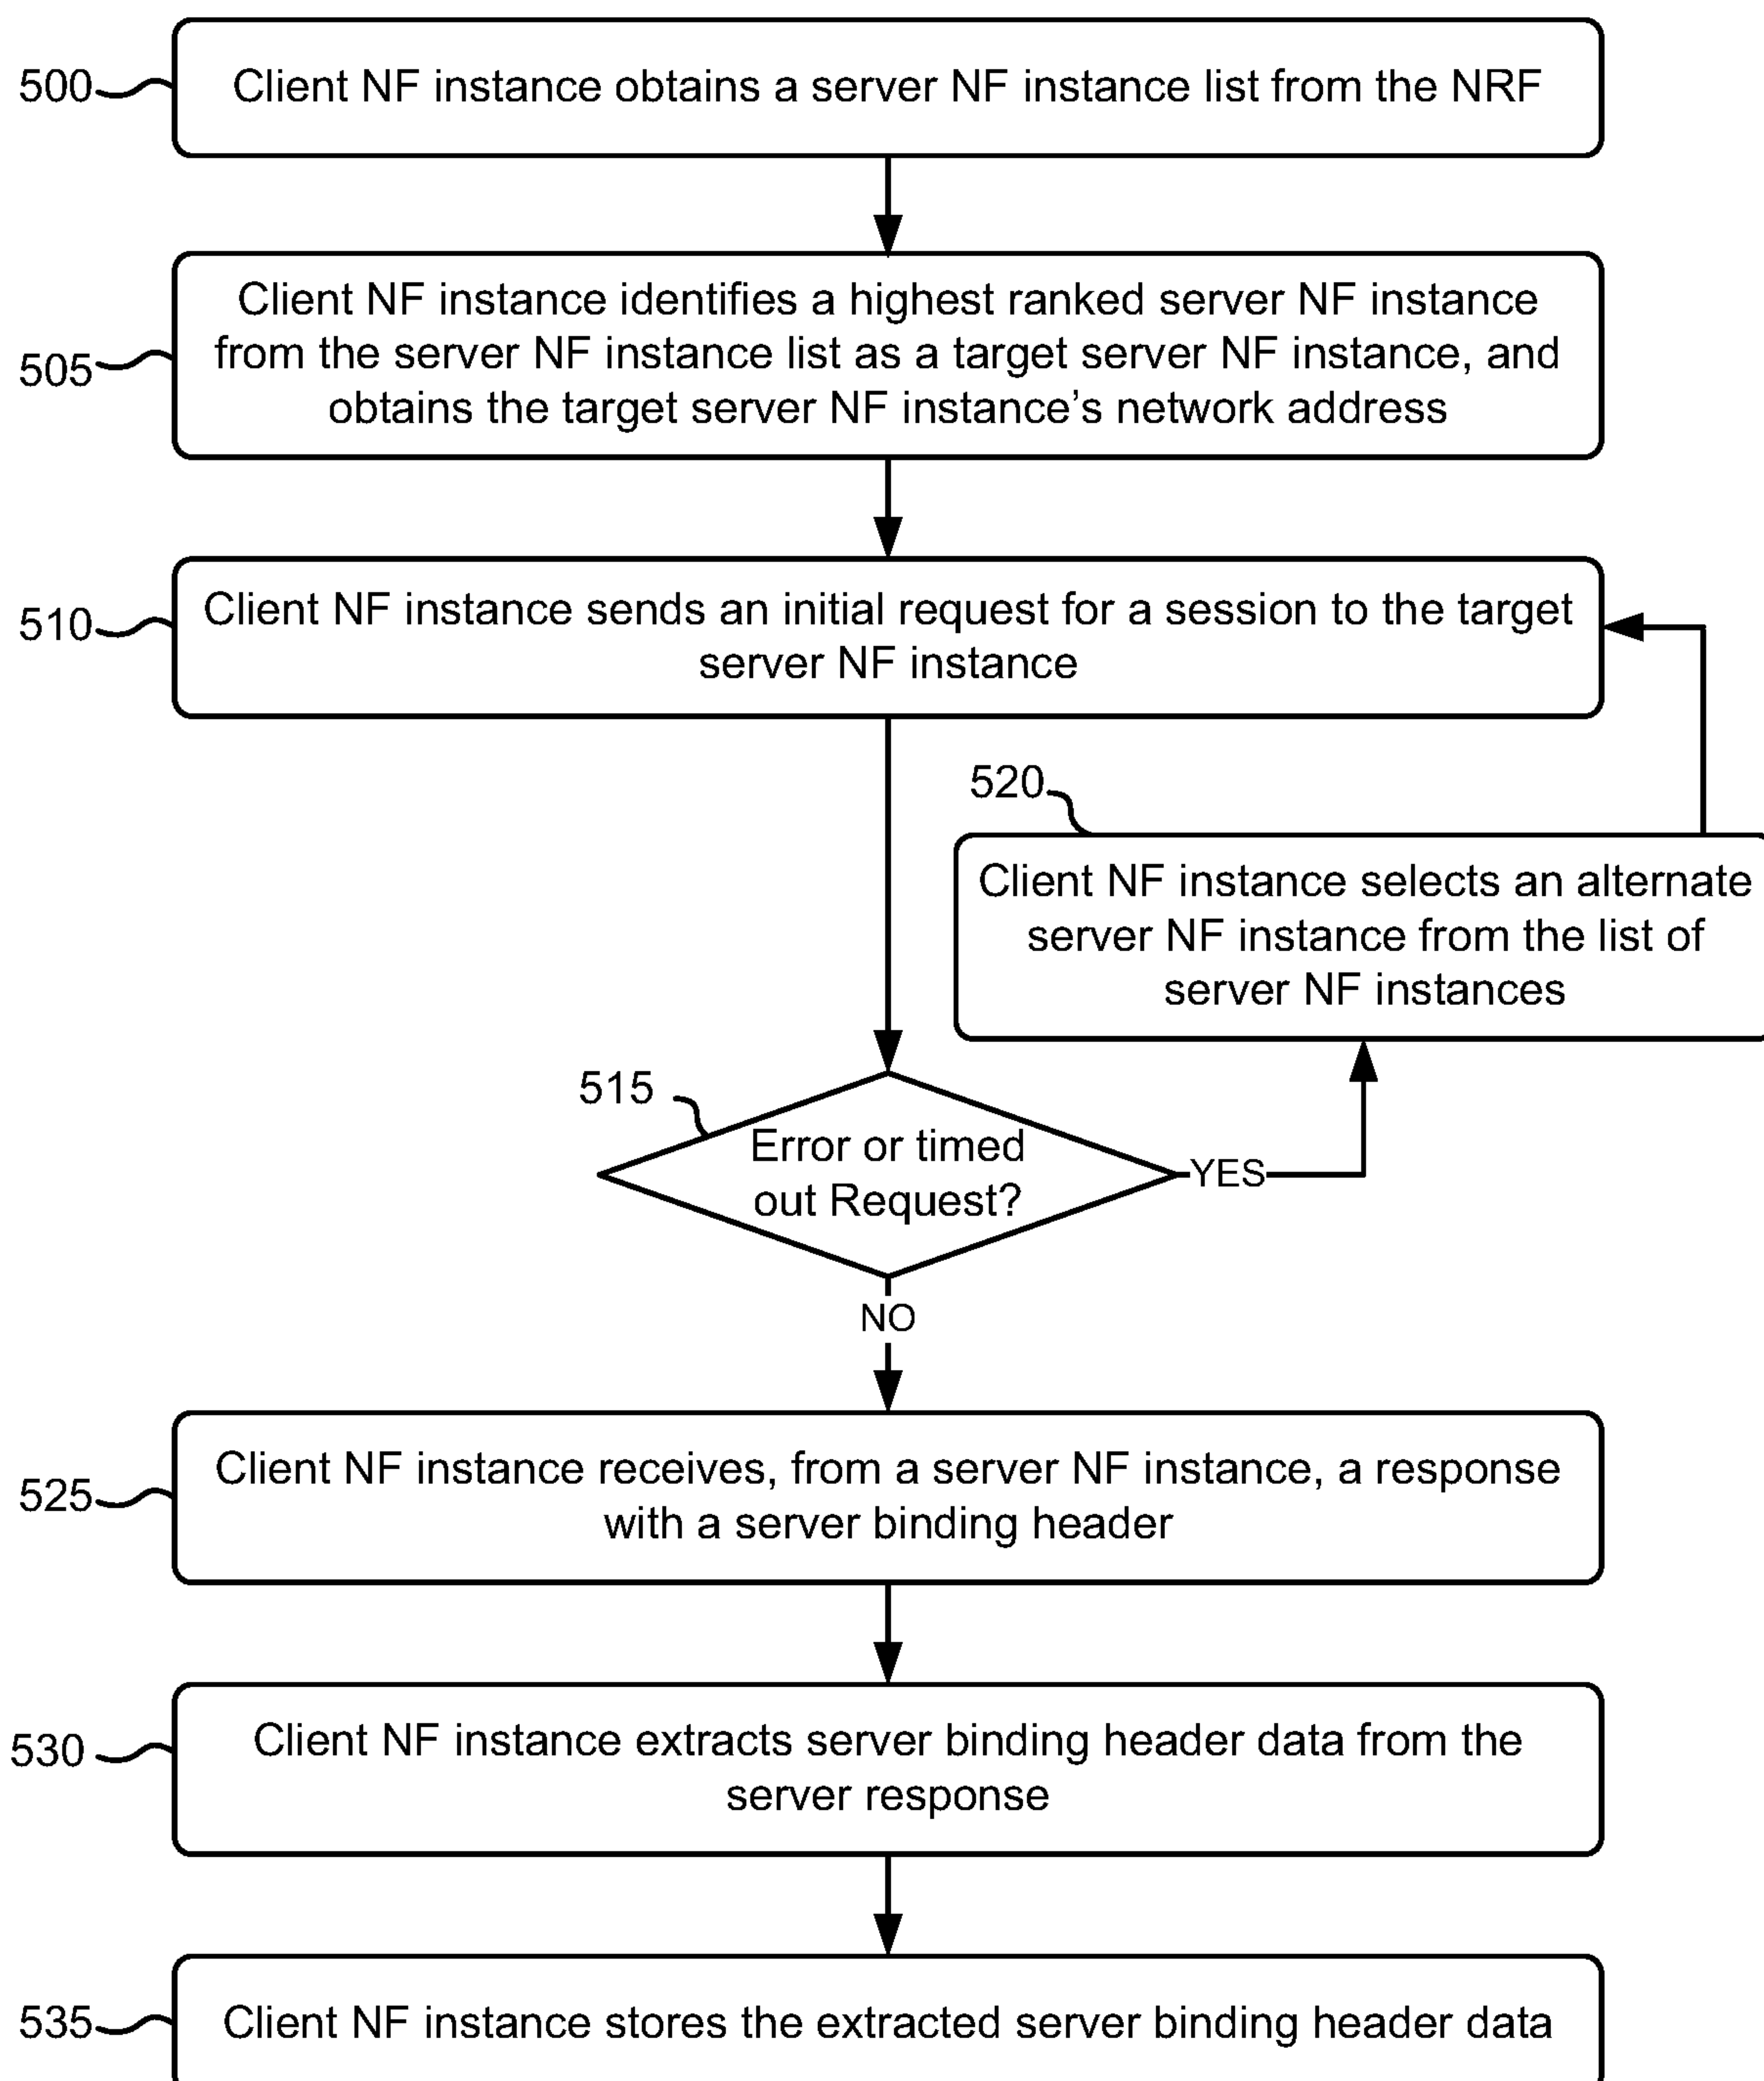 500
Client NF instance obtains a server NF instance list from the NRF
505
Client NF instance identifies a highest ranked server NF instance
from the server NF instance list as a target server NF instance, and
obtains the target server NF instance’s network address
510
Client NF instance sends an initial request for a session to the target
server NF instance
520
Client NF instance selects an alternate
server NF instance from the list of
server NF instances
515
Error or timed
out Request?
YES
NO
525
Client NF instance receives, from a server NF instance, a response
with a server binding header
530
Client NF instance extracts server binding header data from the
server response
535
Client NF instance stores the extracted server binding header data